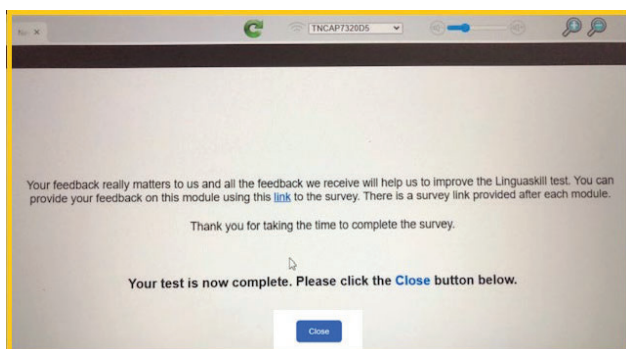 TNCAP7320D5
Your feedback really matters to us and all the feedback we receive will help us to improve the Linguaskill test. You can
provide your feedback on this module using this link to the survey. There is a survey link provided after each module.
Thank you for taking the time to complete the survey.
Your test is now complete. Please click the Close button below.
Close